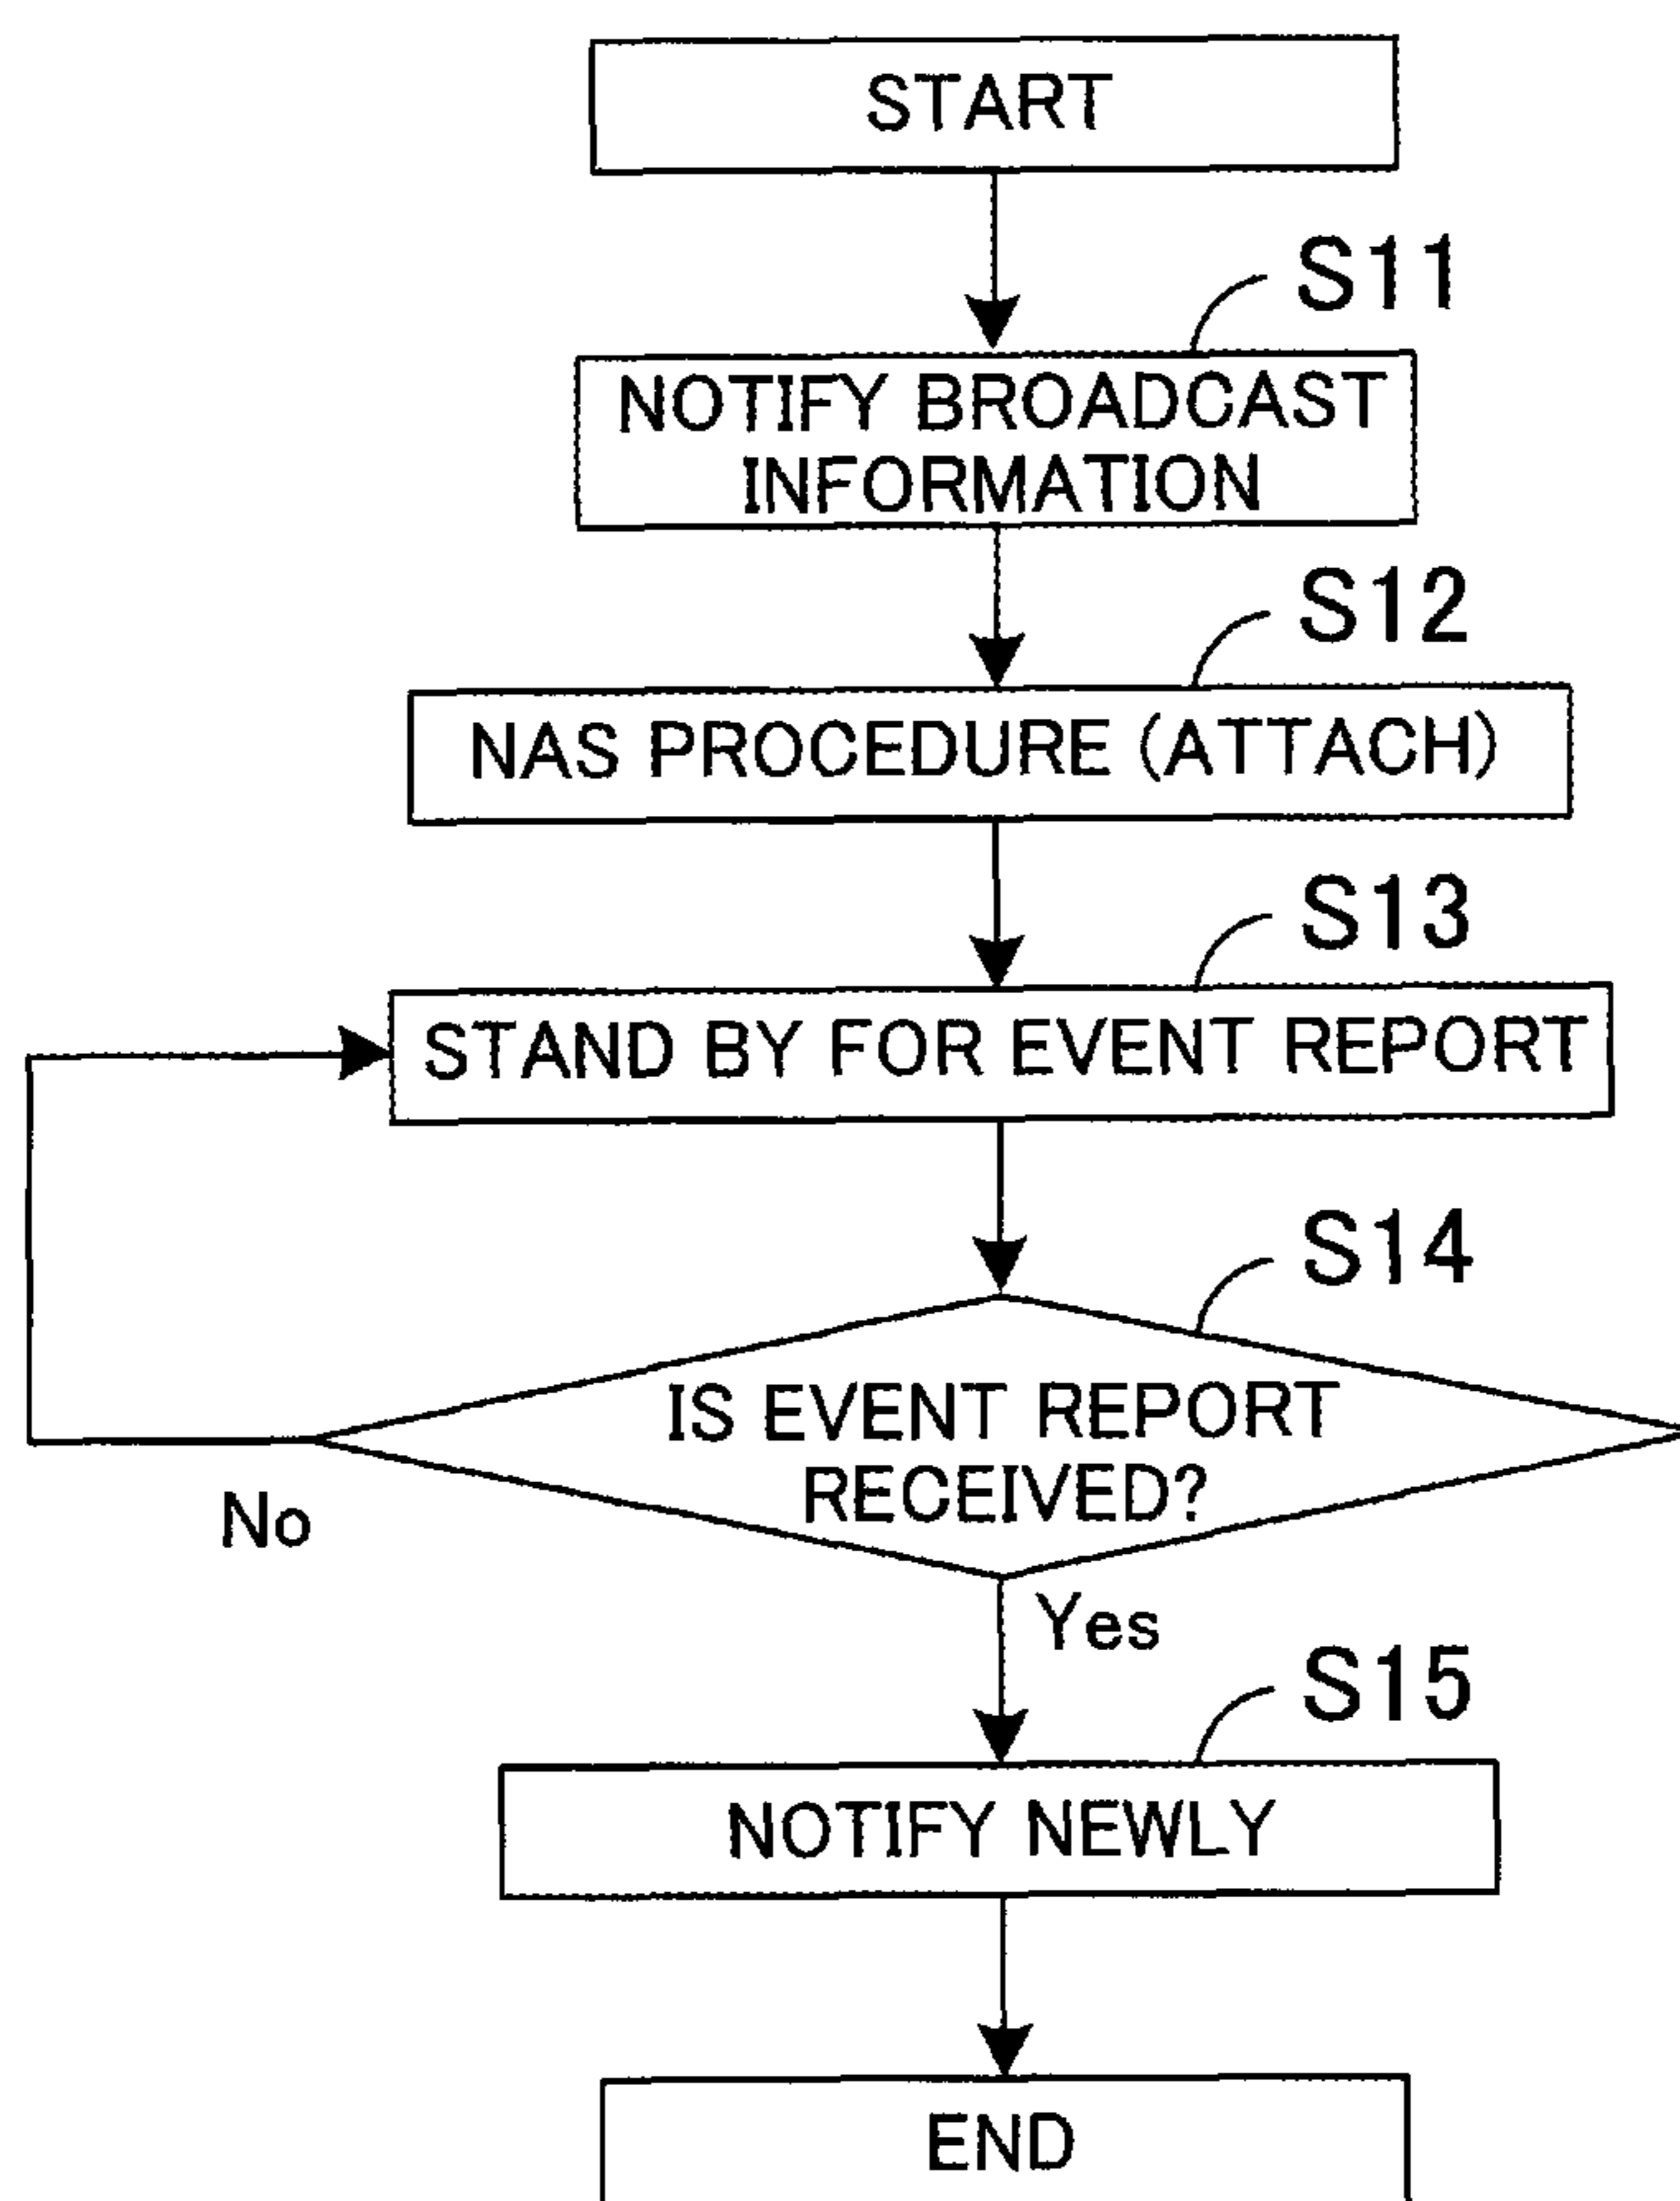 START
S11
NOTIFY BROADCAST
INFORMATION
S12
NAS PROCEDURE (ATTACH)
S13
STAND BY FOR EVENT REPORT
S14
IS EVENT REPORT
RECEIVED?
No
Yes
S15
NOTIFY NEWLY
END